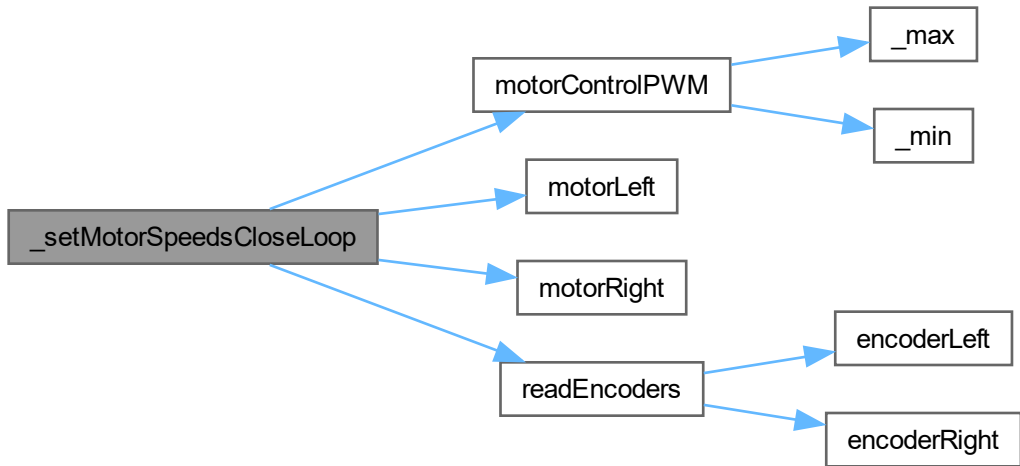 _max
motorControlPWM
_min
motorLeft
_setMotorSpeedsCloseLoop
motorRight
encoderLeft
readEncoders
encoderRight